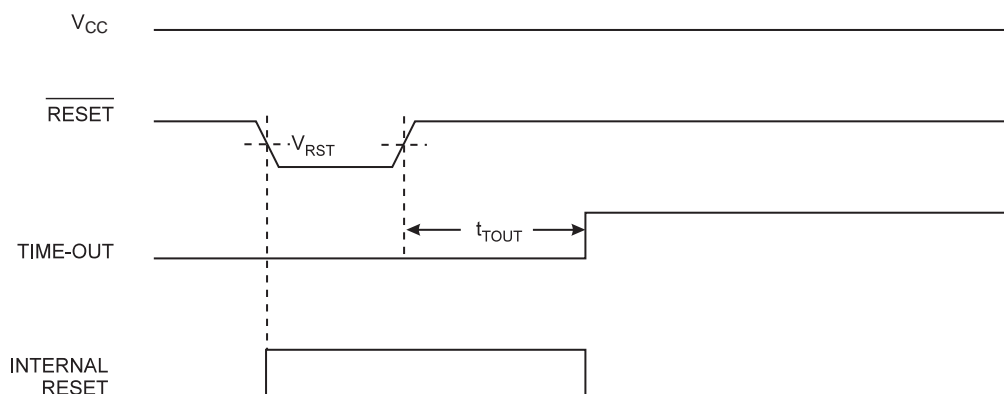 VCC
RESET
VRST
tTOUT
TIME-OUT
INTERNAL
RESET